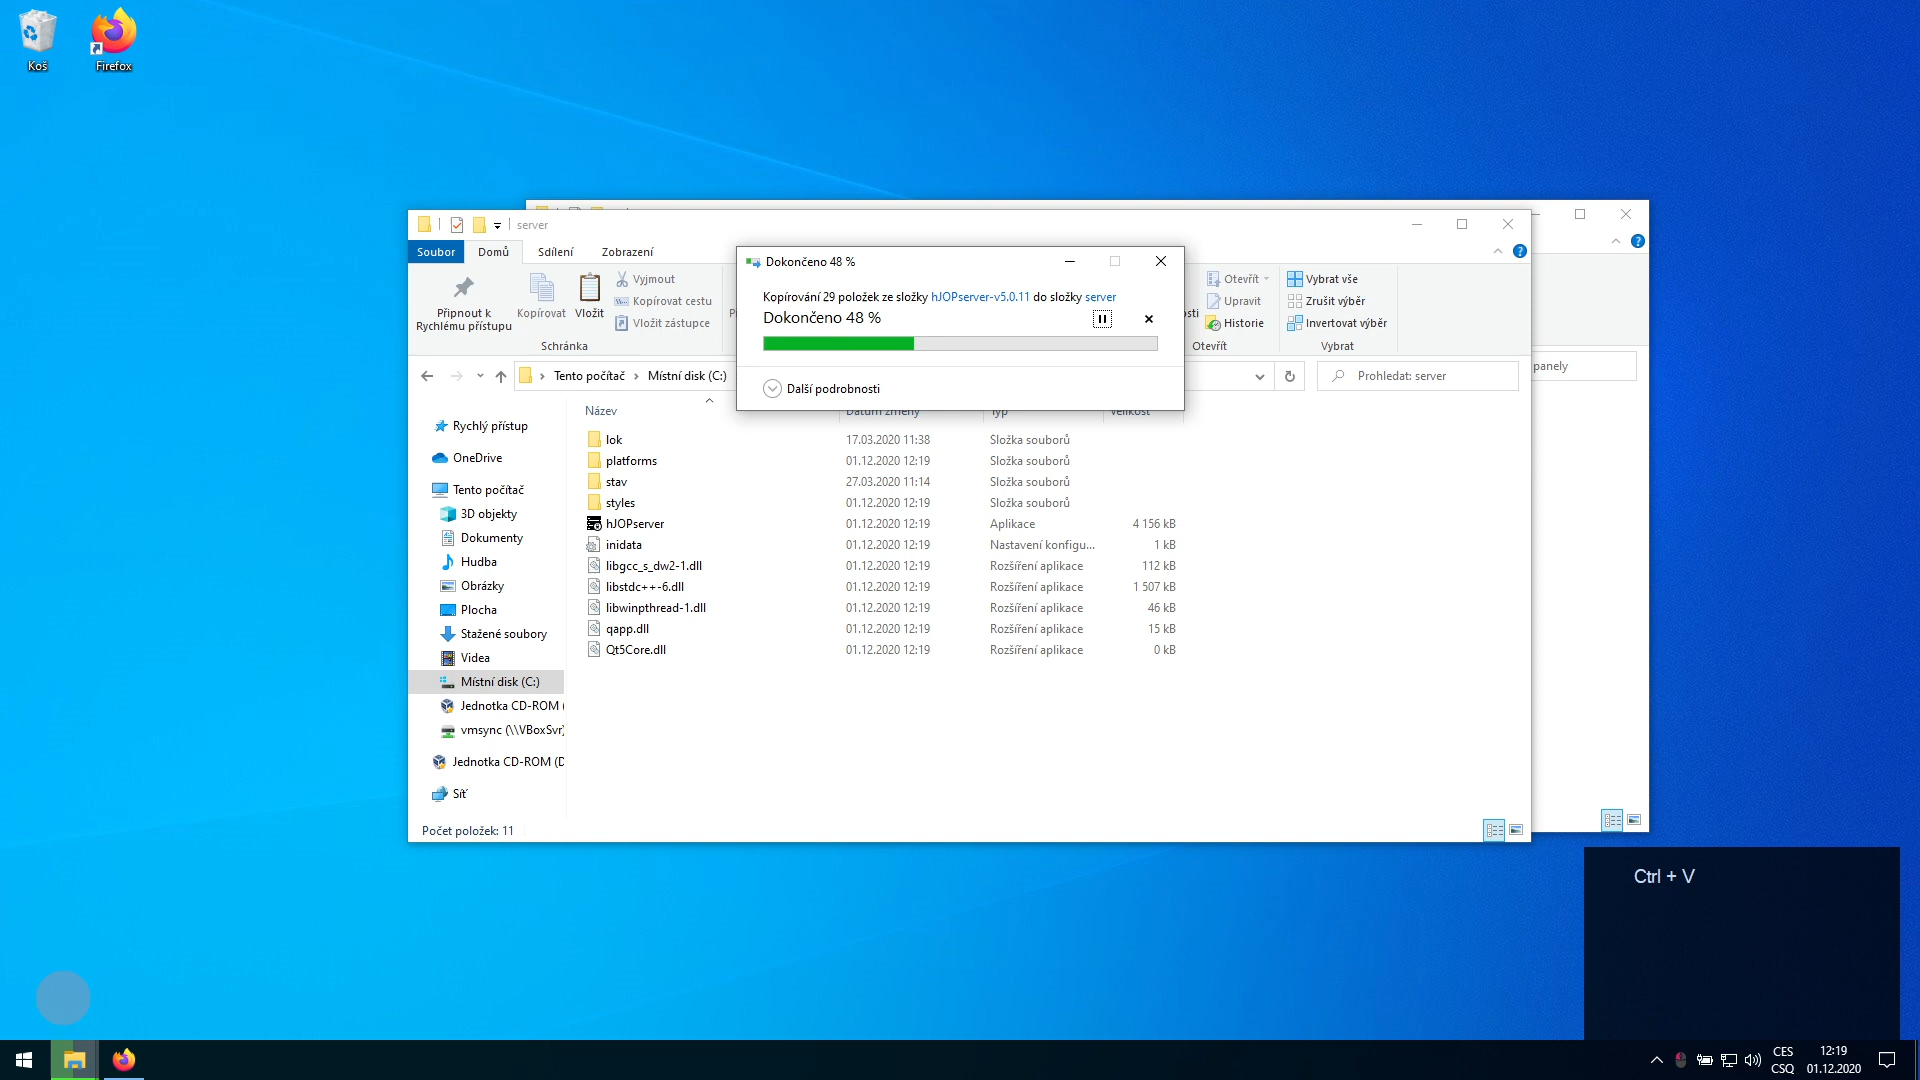 Koš
Firefox
server
Soubor
Domů
Sdílení
Zobrazení
Připnout k
Rychlému přístupu
Kopírovat
Vložit
Vyjmout
Kopírovat cestu
Vložit zástupce
Schránka
Otevřít
Upravit
Historie
Otevřít
Vybrat vše
Zrušit výběr
Invertovat výběr
Vybrat
Dokončeno 48 %
Kopírování 29 položek ze složky hJOPserver-v5.0.11 do složky server
Dokončeno 48 %
Další podrobnosti
Tento počítač
Místní disk (C:)
Prohledat: server
panely
Název
Datum změny
Typ
Velikost
Rychlý přístup
OneDrive
Tento počítač
3D objekty
Dokumenty
Hudba
Obrázky
Plocha
Stažené soubory
Videa
Místní disk (C:)
Jednotka CD-ROM (
vmsync (\\VBoxSvr)
Jednotka CD-ROM (D
Síť
lok 17.03.2020 11:38 Složka souborů
platforms 01.12.2020 12:19 Složka souborů
stav 27.03.2020 11:14 Složka souborů
styles 01.12.2020 12:19 Složka souborů
hJOPserver 01.12.2020 12:19 Aplikace 4 156 kB
inidata 01.12.2020 12:19 Nastavení konfigu... 1 kB
libgcc_s_dw2-1.dll 01.12.2020 12:19 Rozšíření aplikace 112 kB
libstdc++-6.dll 01.12.2020 12:19 Rozšíření aplikace 1 507 kB
libwinpthread-1.dll 01.12.2020 12:19 Rozšíření aplikace 46 kB
qapp.dll 01.12.2020 12:19 Rozšíření aplikace 15 kB
Qt5Core.dll 01.12.2020 12:19 Rozšíření aplikace 0 kB
Počet položek: 11
Ctrl + V
CES
CSQ
12:19
01.12.2020